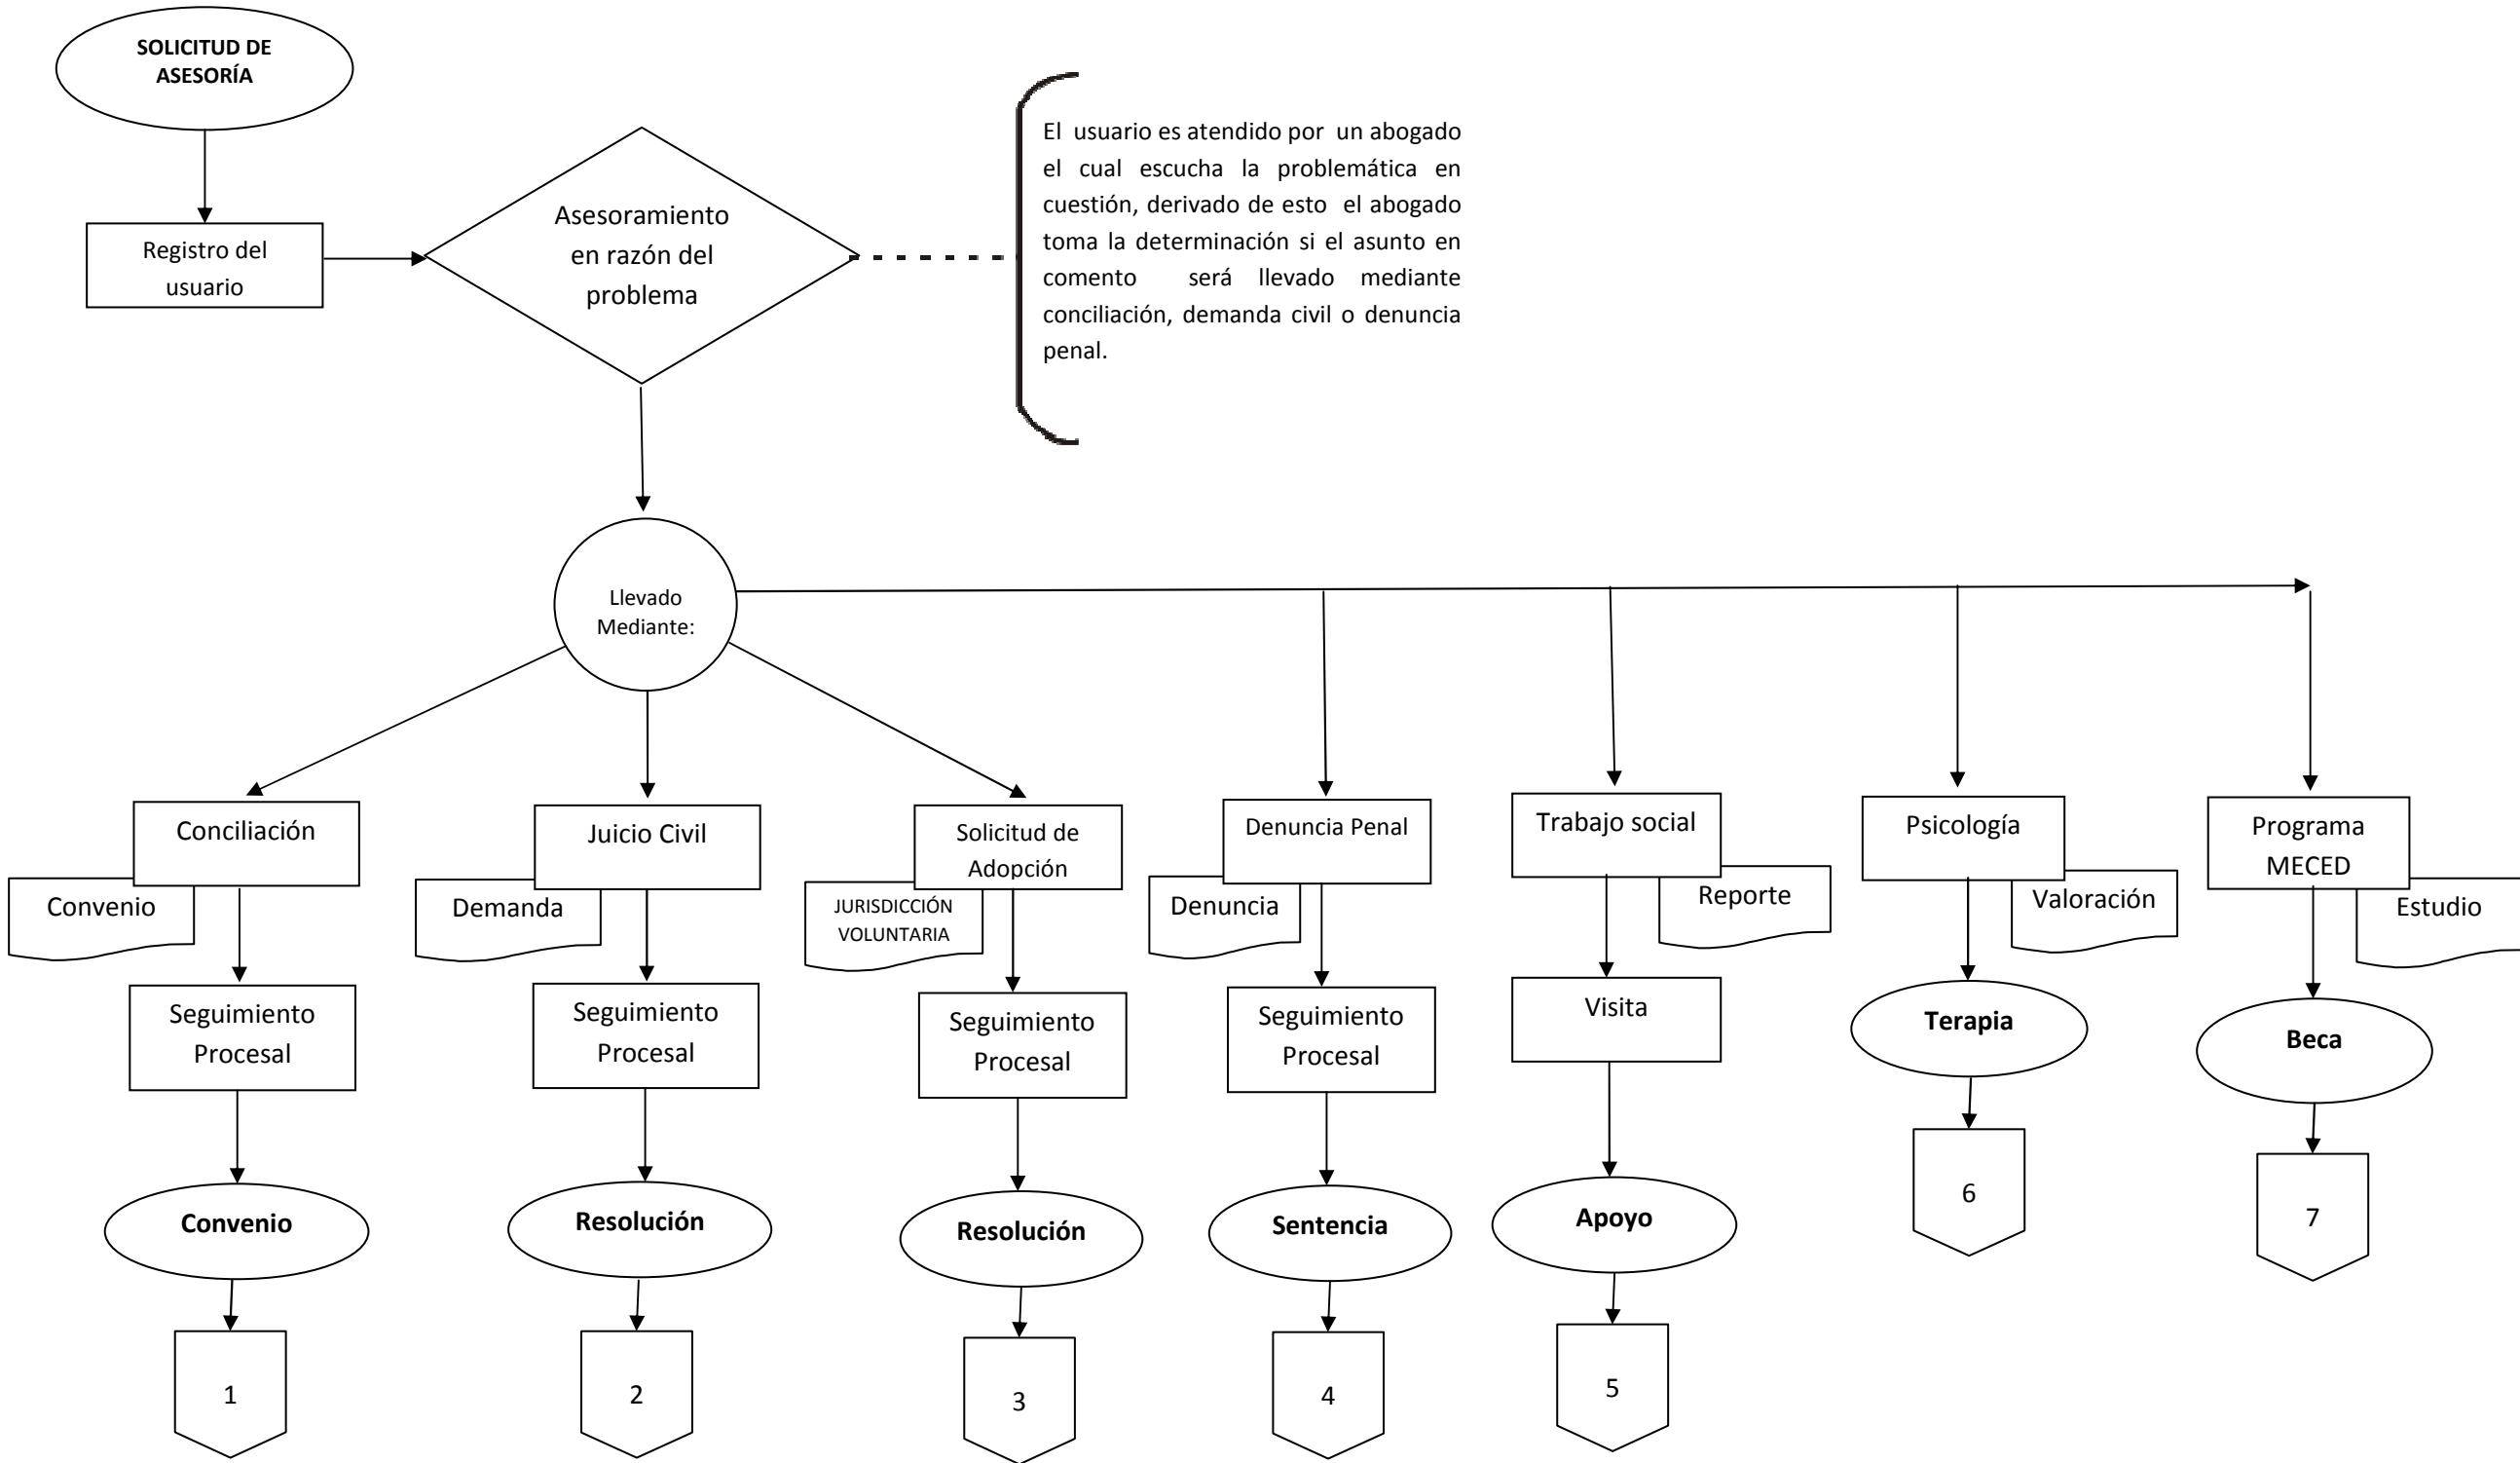 SOLICITUD DE
ASESORÍA
Registro del
usuario
Asesoramiento
en razón del
problema
El usuario es atendido por un abogado
el cual escucha la problemática en
cuestión, derivado de esto el abogado
toma la determinación si el asunto en
comento será llevado mediante
conciliación, demanda civil o denuncia
penal.
Llevado
Mediante:
Conciliación
Convenio
Seguimiento
Procesal
Convenio
1
Juicio Civil
Demanda
Seguimiento
Procesal
Resolución
2
Solicitud de
Adopción
JURISDICCIÓN
VOLUNTARIA
Seguimiento
Procesal
Resolución
3
Denuncia Penal
Denuncia
Seguimiento
Procesal
Sentencia
4
Trabajo social
Reporte
Visita
Apoyo
5
Psicología
Valoración
Terapia
6
Programa
MECED
Estudio
Beca
7